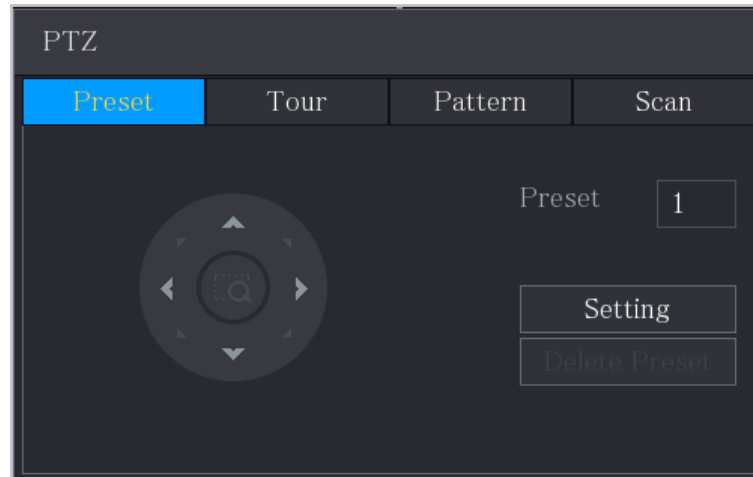 PTZ
Preset Tour Pattern Scan
Preset 1
Setting
Delete Preset